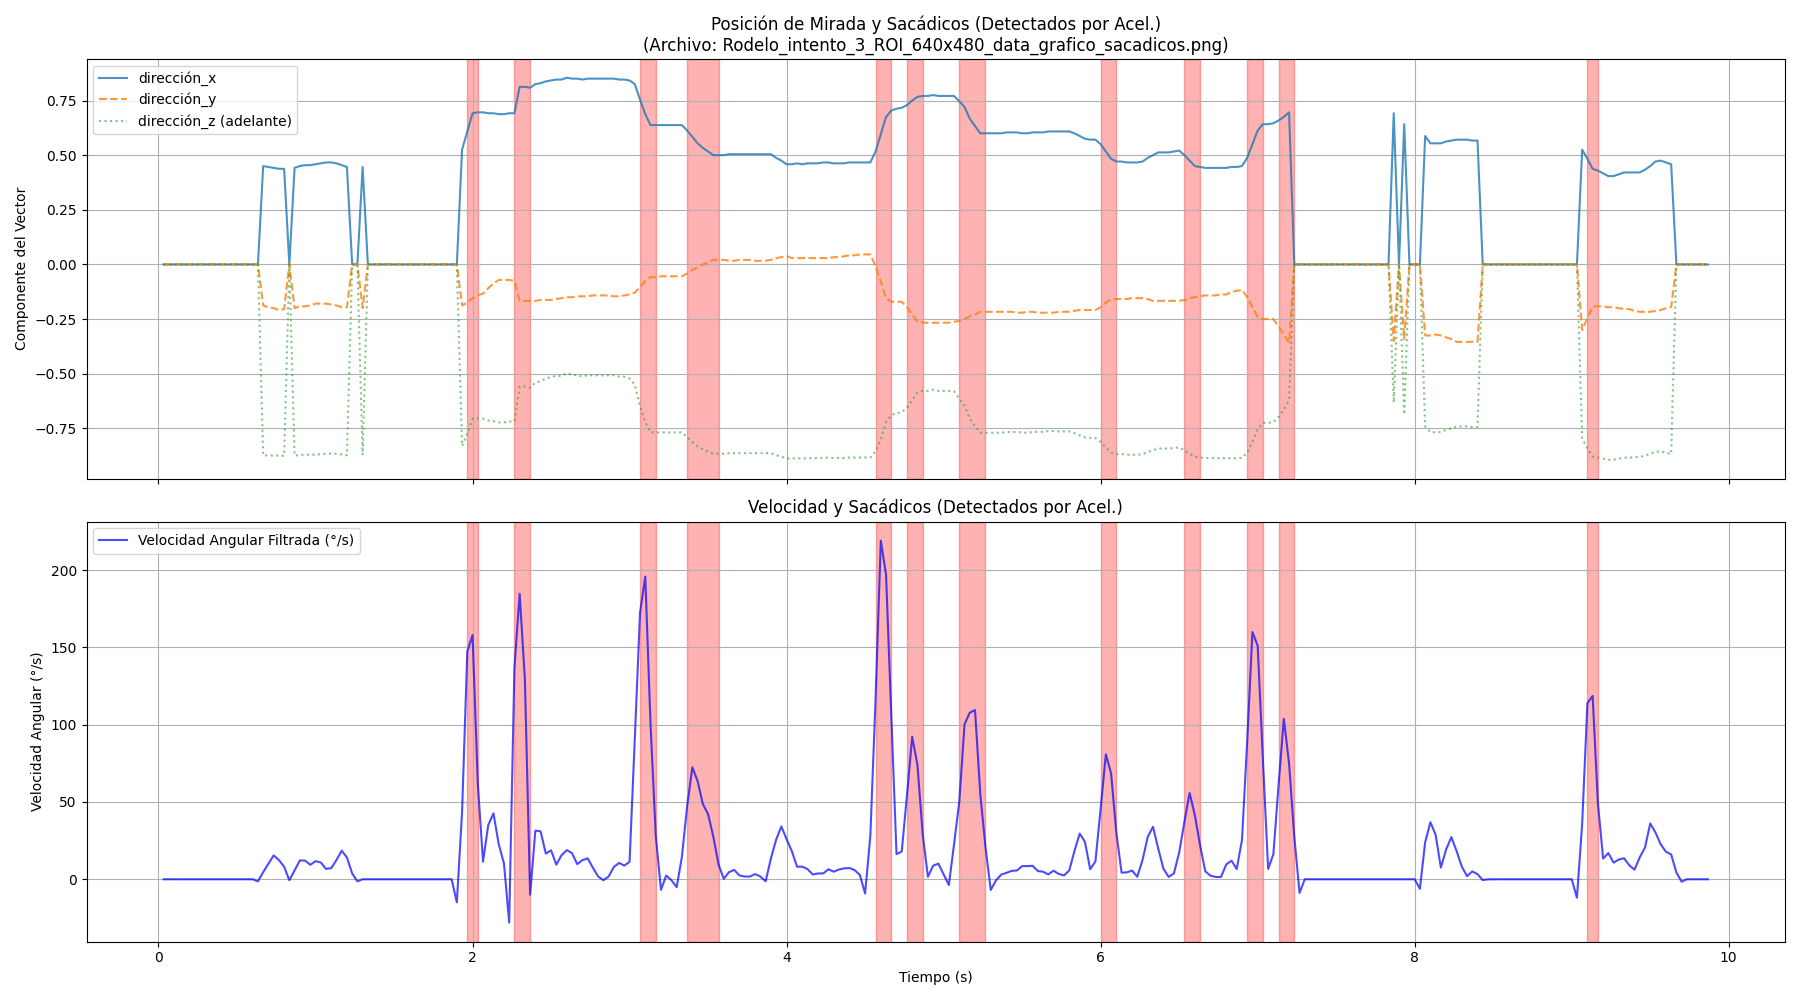 Posición de Mirada y Sacádicos (Detectados por Acel.)
(Archivo: Rodelo_intento_3_ROI_640x480_data_grafico_sacadicos.png)
dirección_x
dirección_y
dirección_z (adelante)
Componente del Vector
0.75
0.50
0.25
0.00
−0.25
−0.50
−0.75
Velocidad y Sacádicos (Detectados por Acel.)
Velocidad Angular Filtrada (°/s)
Velocidad Angular (°/s)
200
150
100
50
0
0 2 4 6 8 10
Tiempo (s)